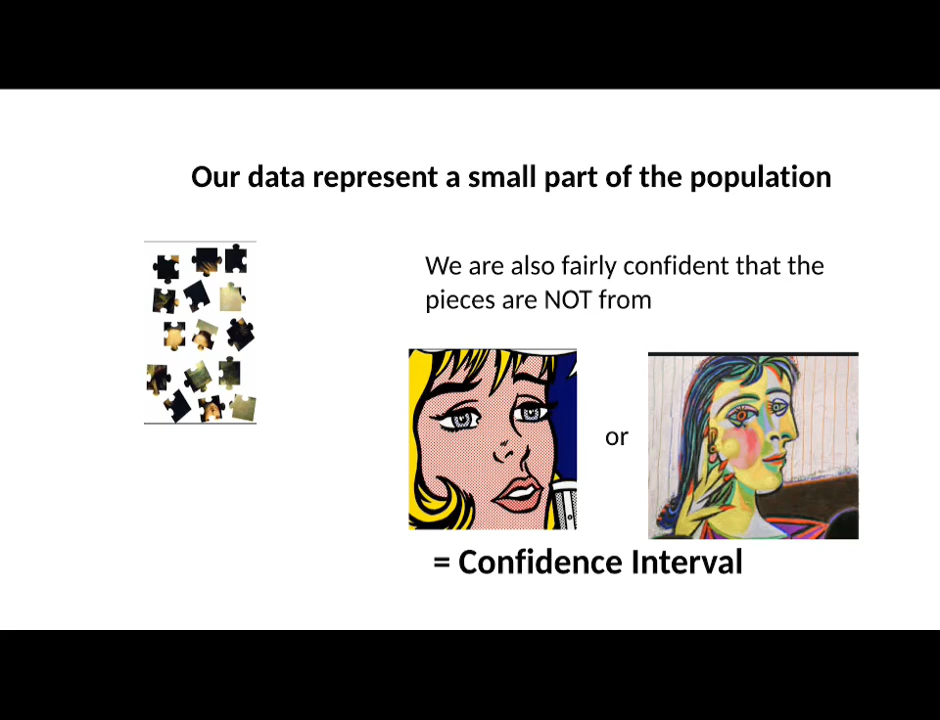 Our data represent a small part of the population
We are also fairly confident that the
pieces are NOT from
or
= Confidence Interval